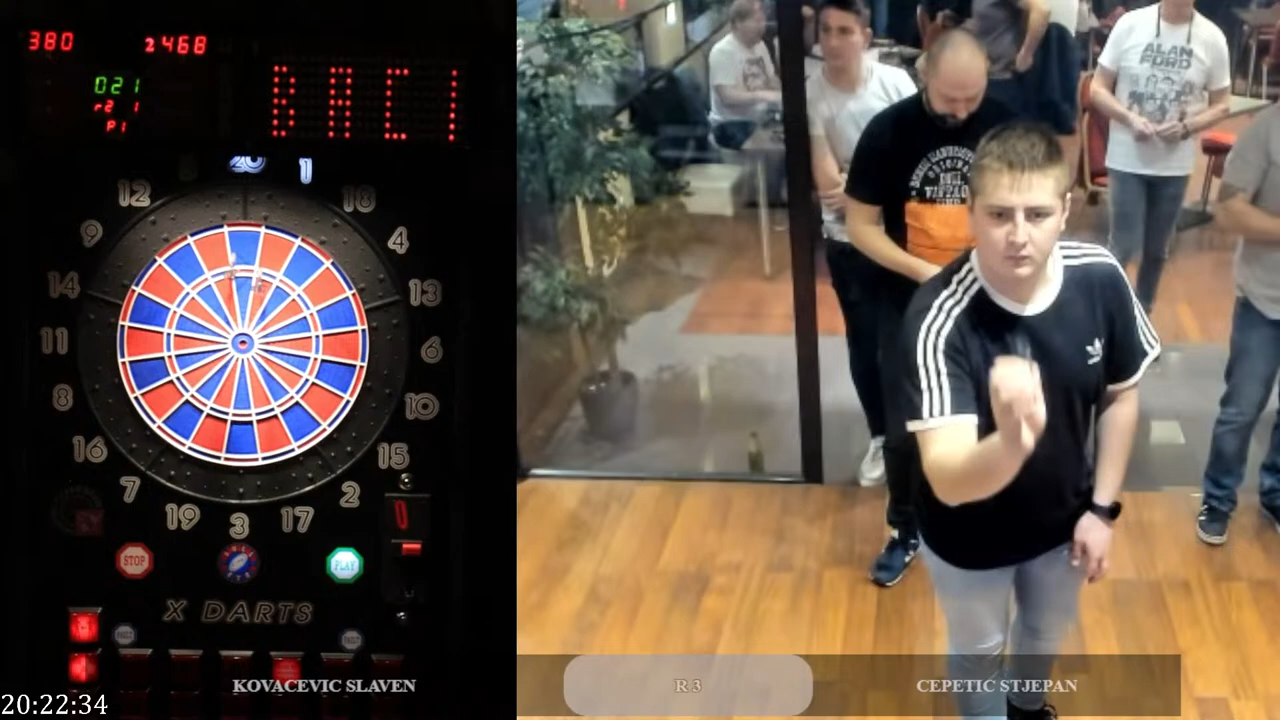 380 2468
021
r2 1
P1
BACI
20 1
12 18
9 4
14 13
11 6
8 10
16 15
7 2
19 3 17
STOP
PLAY
X DARTS
ALAN
FORD
KOVACEVIC SLAVEN R 3 CEPETIC STJEPAN
20:22:34